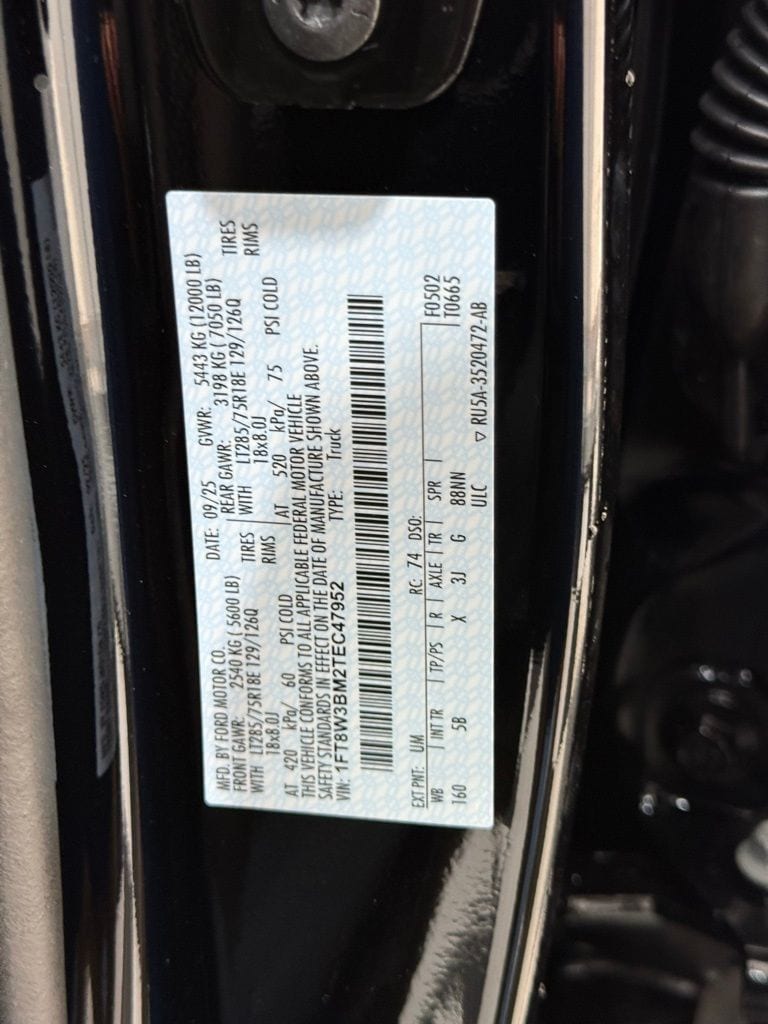 MFD. BY FORD MOTOR CO. DATE: 09/25 GVWR: 5443 KG (12000 LB)
FRONT GAWR: 2540 KG ( 5600 LB) REAR GAWR: 3198 KG ( 7050 LB)
WITH LT285/75R18E 129/126Q TIRES WITH LT285/75R18E 129/126Q TIRES
18x8.0J RIMS 18x8.0J RIMS
AT 420 kPa/ 60 PSI COLD AT 520 kPa/ 75 PSI COLD
THIS VEHICLE CONFORMS TO ALL APPLICABLE FEDERAL MOTOR VEHICLE
SAFETY STANDARDS IN EFFECT ON THE DATE OF MANUFACTURE SHOWN ABOVE.
VIN: 1FT8W3BM2TEC47952 TYPE: Truck
EXT PNT: UM RC: 74 DSO: F0502
WB INT TR TP/PS R AXLE TR SPR T0665
160 5B X 3J G 88NN
ULC ▽ RU5A-3520472-AB